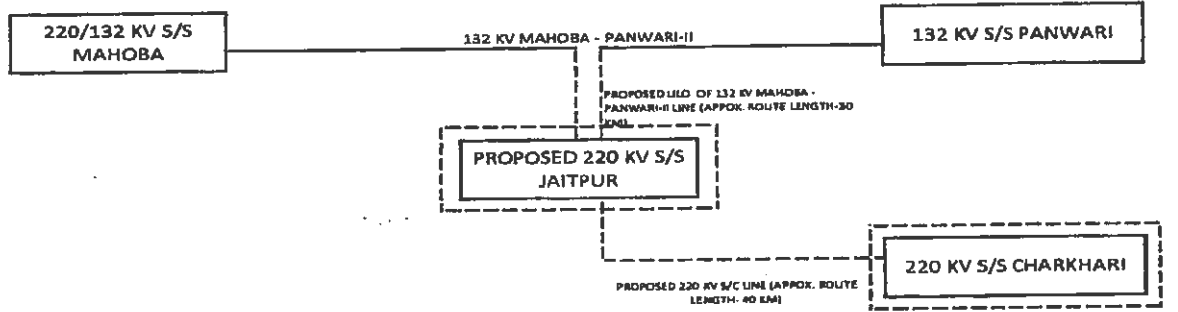 220/132 KV S/S
MAHOBA
132 KV MAHOBA - PANWARI-II
132 KV S/S PANWARI
PROPOSED LILO OF 132 KV MAHOBA -
PANWARI-II LINE (APPOX. ROUTE LENGTH-30
KM)
PROPOSED 220 KV S/S
JAITPUR
220 KV S/S CHARKHARI
PROPOSED 220 KV S/C LINE (APPOX. ROUTE
LENGTH- 40 KM)